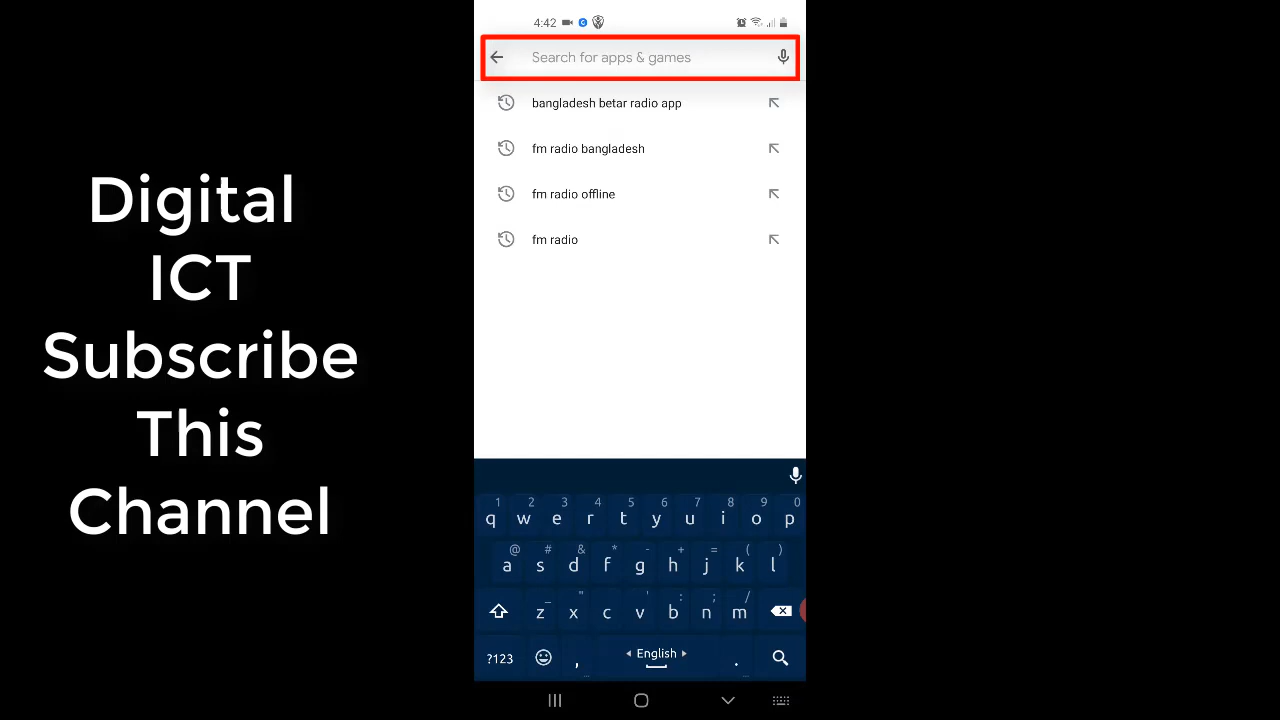 Digital
ICT
Subscribe
This
Channel
4:42
Search for apps & games
bangladesh betar radio app
fm radio bangladesh
fm radio offline
fm radio
1 2 3 4 5 6 7 8 9 0
q w e r t y u i o p
@ # & * - + = ( )
a s d f g h j k l
_ " ' : ; /
z x c v b n m
?123 , English .